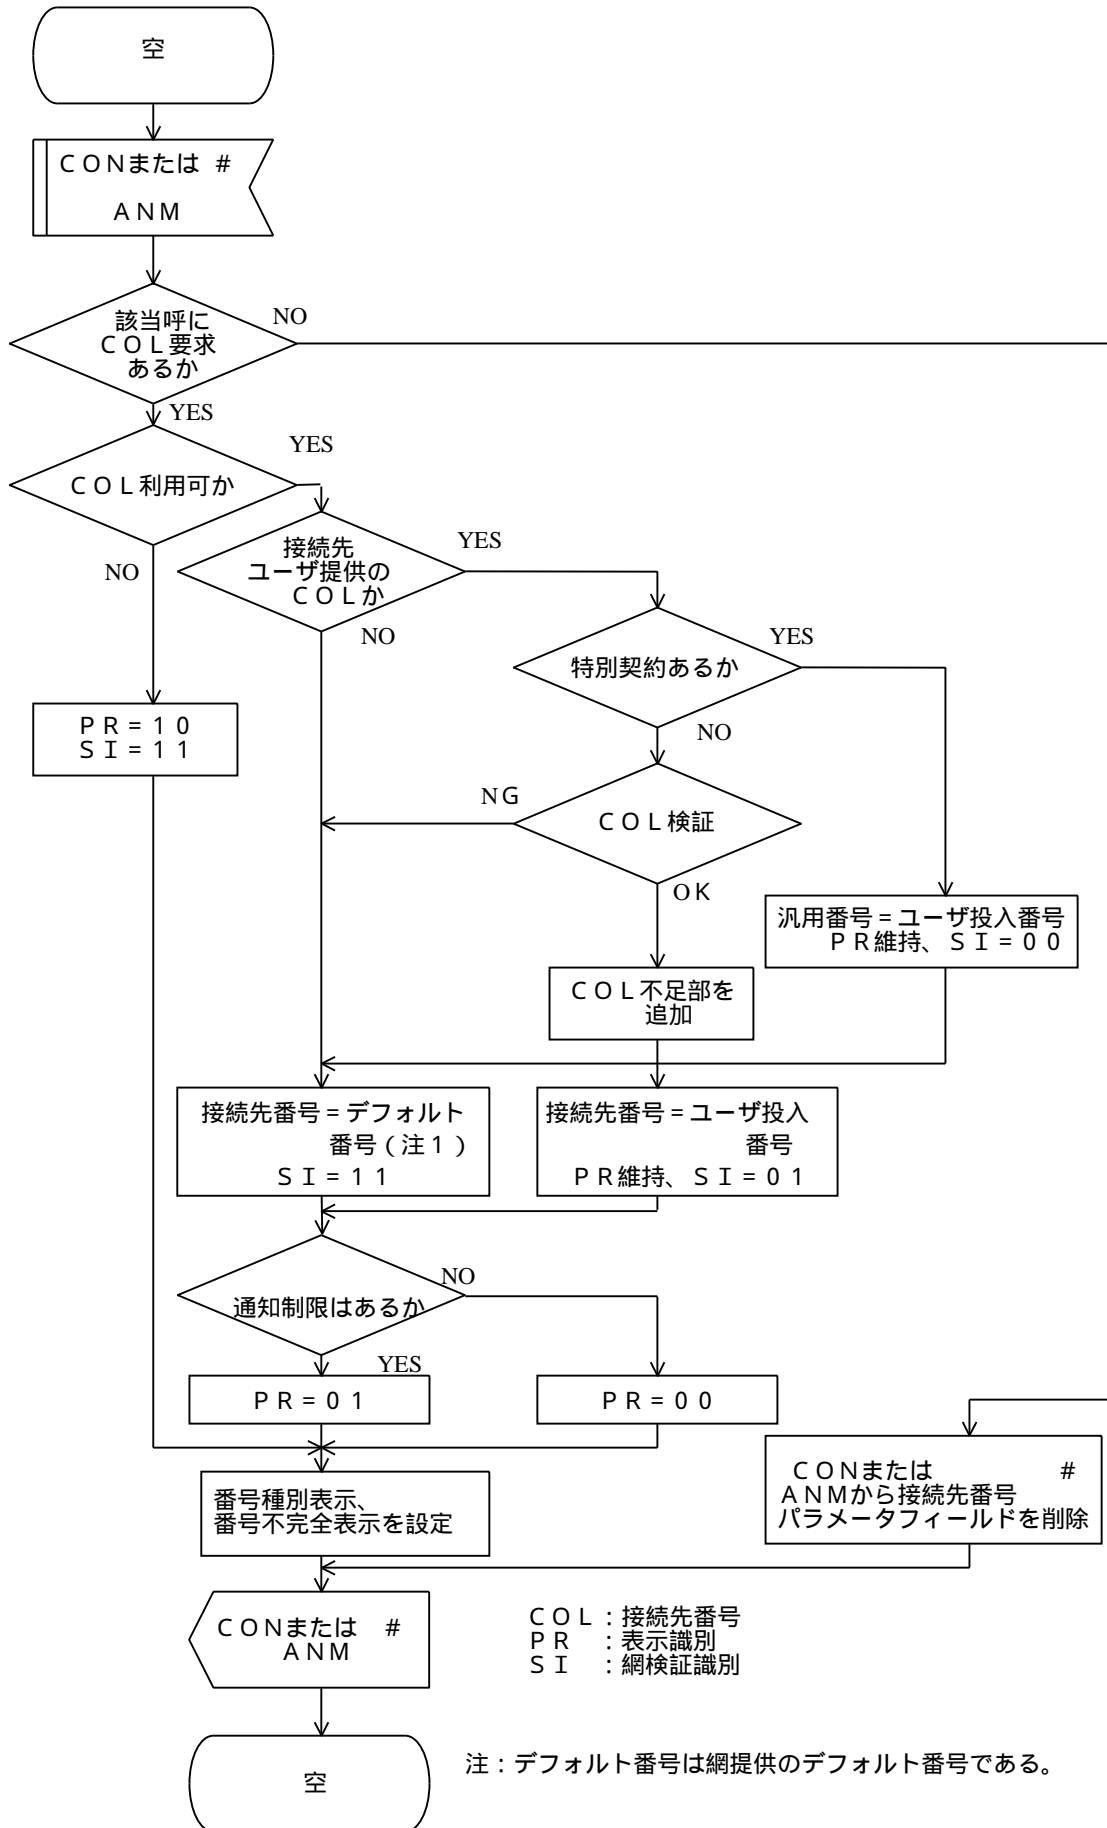 空
ＣＯＮまたは ＃
ＡＮＭ
該当呼に
ＣＯＬ要求
あるか
NO
YES
YES
ＣＯＬ利用可か
NO
接続先
ユーザ提供の
ＣＯＬか
YES
NO
特別契約あるか
YES
NO
ＰＲ＝１０
ＳＩ＝１１
NＧ
ＣＯＬ検証
OＫ
汎用番号＝ユーザ投入番号
ＰＲ維持、ＳＩ＝００
ＣＯＬ不足部を
追加
接続先番号＝デフォルト
番号（注１）
ＳＩ＝１１
接続先番号＝ユーザ投入
番号
ＰＲ維持、ＳＩ＝０１
通知制限はあるか
NO
YES
ＰＲ＝０１
ＰＲ＝００
番号種別表示、
番号不完全表示を設定
ＣＯＮまたは ＃
ＡＮＭから接続先番号
パラメータフィールドを削除
ＣＯＮまたは ＃
ＡＮＭ
ＣＯＬ：接続先番号
ＰＲ ：表示識別
ＳＩ ：網検証識別
空
注：デフォルト番号は網提供のデフォルト番号である。